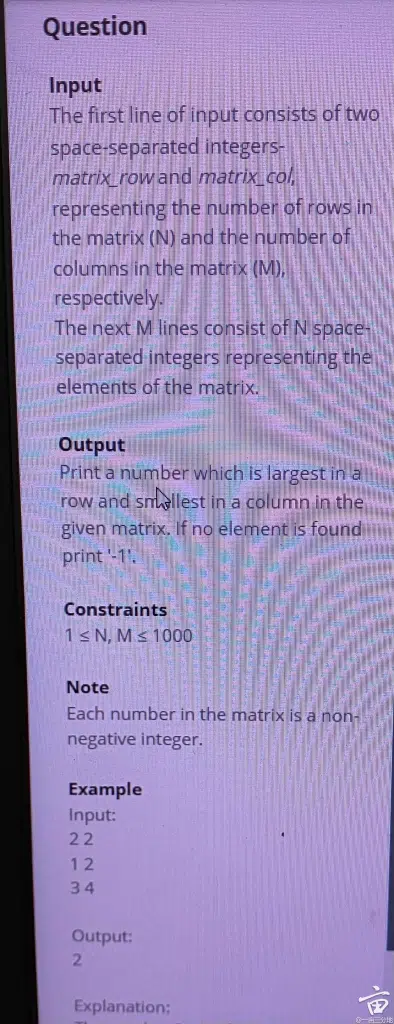 Question
Input
The first line of input consists of two
space-separated integers-
matrix_row and matrix_col,
representing the number of rows in
the matrix (N) and the number of
columns in the matrix (M),
respectively.
The next M lines consist of N space-
separated integers representing the
elements of the matrix.
Output
Print a number which is largest in a
row and smallest in a column in the
given matrix. If no element is found
print '-1'.
Constraints
1 ≤ N, M ≤ 1000
Note
Each number in the matrix is a non-
negative integer.
Example
Input:
2 2
1 2
3 4
Output:
2
Explanation: